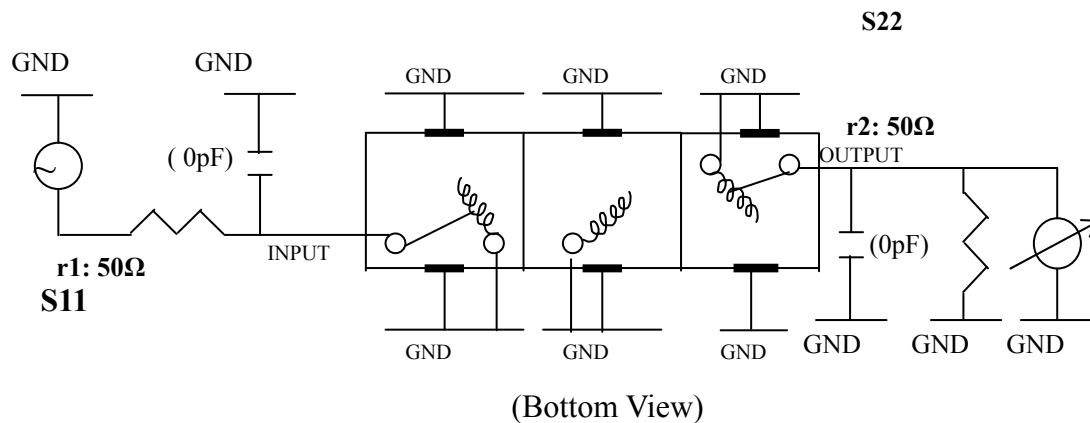 S22
GND
GND
GND
GND
GND
r2: 50Ω
( 0pF)
OUTPUT
INPUT
(0pF)
r1: 50Ω
S11
GND
GND
GND
GND
GND
GND
(Bottom View)